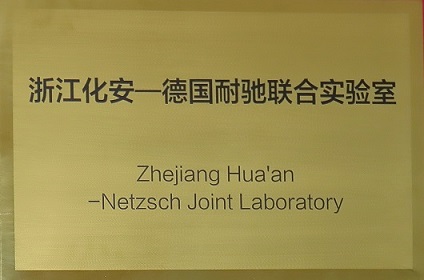 浙江化安—德国耐驰联合实验室
Zhejiang Hua'an
-Netzsch Joint Laboratory